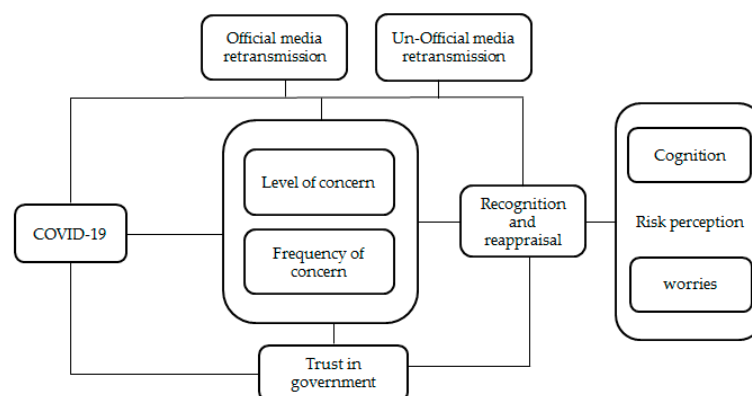 Official media
retransmission
Un-Official media
retransmission
Level of concern
Frequency of
concern
COVID-19
Recognition
and
reappraisal
Cognition
Risk perception
worries
Trust in
government